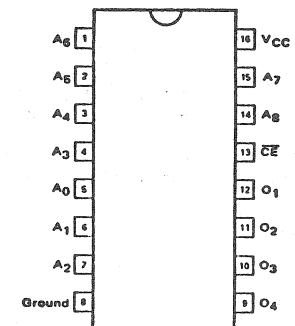 A6 1 16 VCC
A5 2 15 A7
A4 3 14 A8
A3 4 13 C̅E̅
A0 5 12 O1
A1 6 11 O2
A2 7 10 O3
Ground 8 9 O4